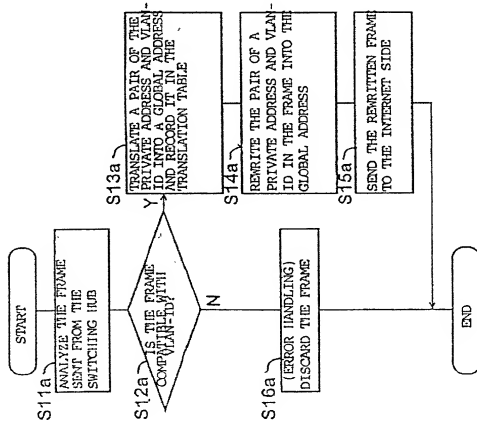 START
S11a
ANALYZE THE FRAME
SENT FROM THE
SWITCHING HUB
S12a
IS THE FRAME
COMPATIBLE WITH
VLAN-ID?
Y
N
S13a
TRANSLATE A PAIR OF THE
PRIVATE ADDRESS AND VLAN-
ID INTO A GLOBAL ADDRESS
AND RECORD IT IN THE
TRANSLATION TABLE
S14a
REWRITE THE PAIR OF A
PRIVATE ADDRESS AND VLAN-
ID IN THE FRAME INTO THE
GLOBAL ADDRESS
S15a
SEND THE REWRITTEN FRAME
TO THE INTERNET SIDE
S16a
(ERROR HANDLING)
DISCARD THE FRAME
END